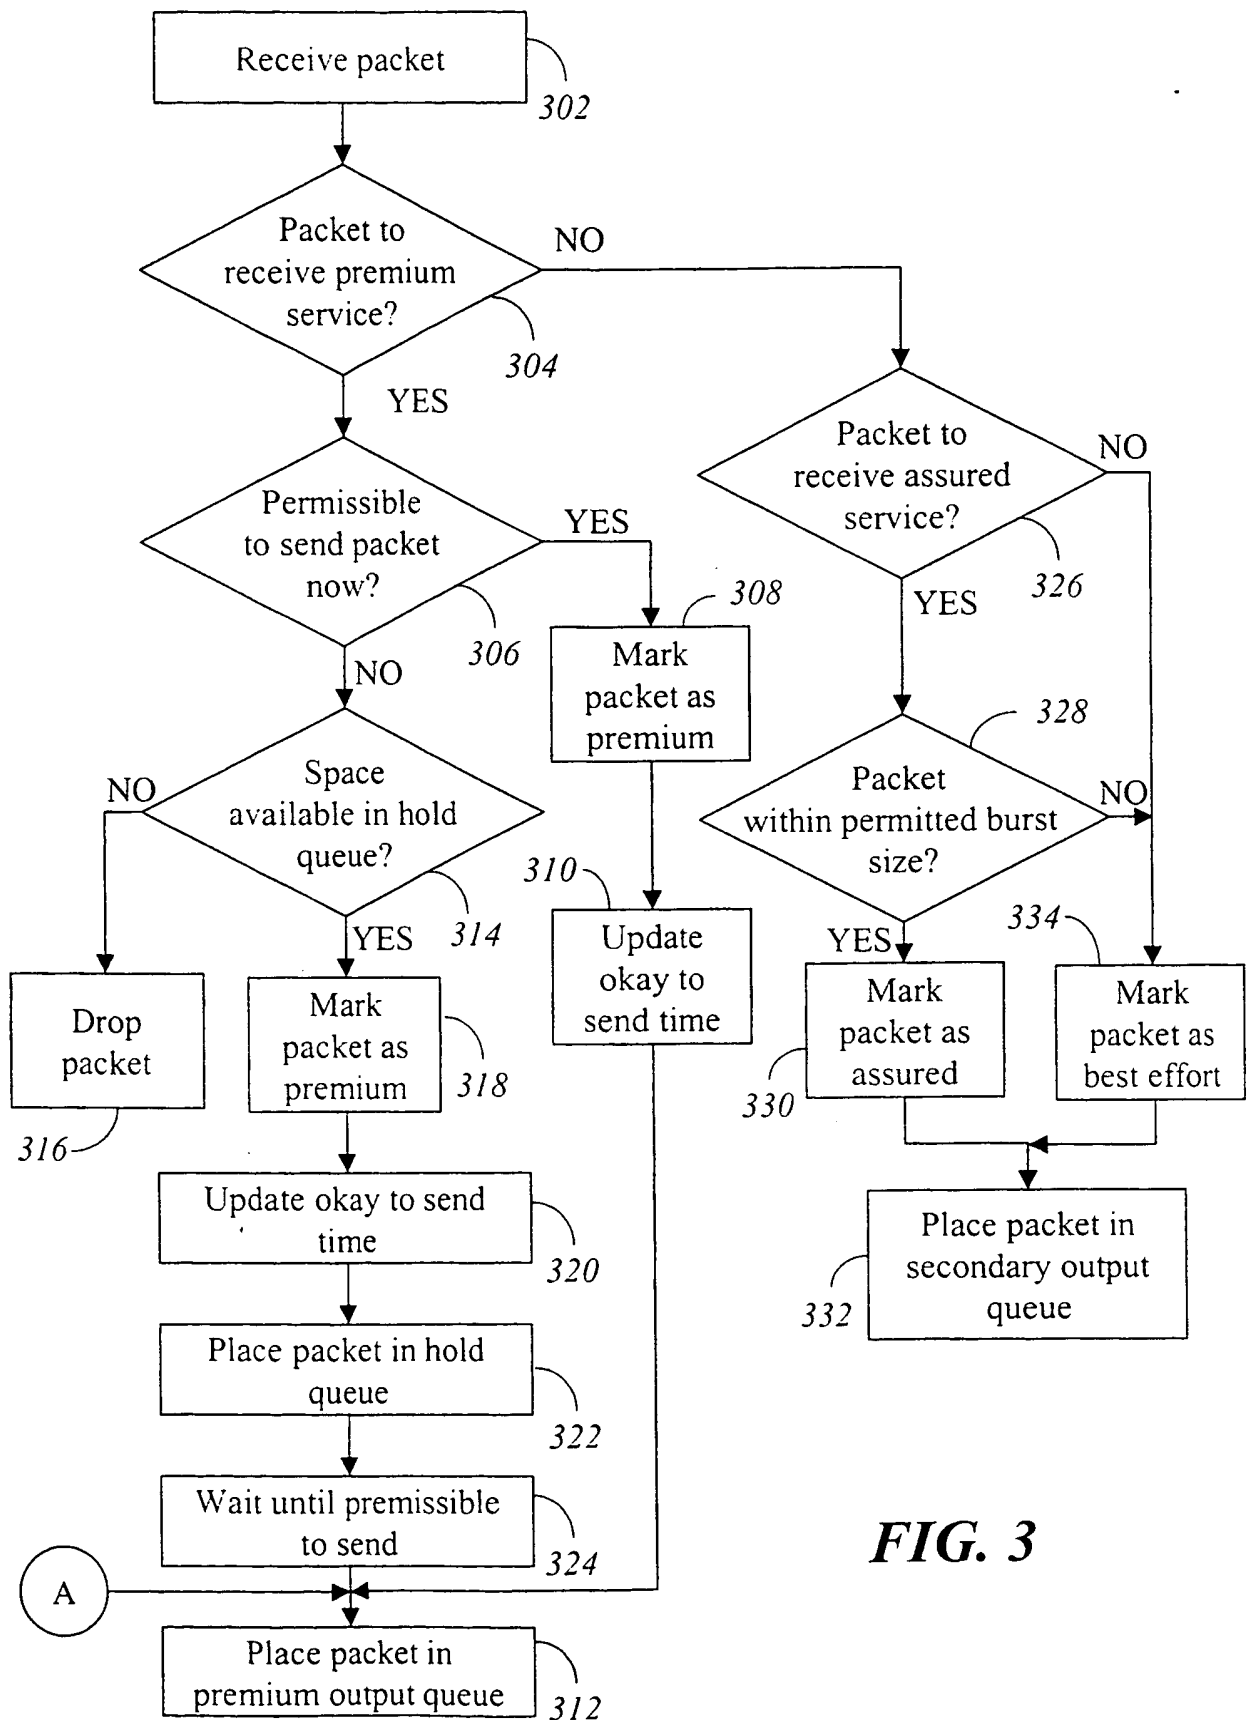 Receive packet
302
Packet to
receive premium
service?
304
NO
YES
Permissible
to send packet
now?
306
YES
NO
308
Mark
packet as
premium
310
Update
okay to
send time
Space
available in hold
queue?
314
NO
YES
Drop
packet
316
Mark
packet as
premium
318
Update okay to send
time
320
Place packet in hold
queue
322
Wait until premissible
to send
324
A
Place packet in
premium output queue
312
Packet to
receive assured
service?
326
NO
YES
328
Packet
within permitted burst
size?
NO
YES
334
Mark
packet as
assured
330
Mark
packet as
best effort
Place packet in
secondary output
queue
332
FIG. 3